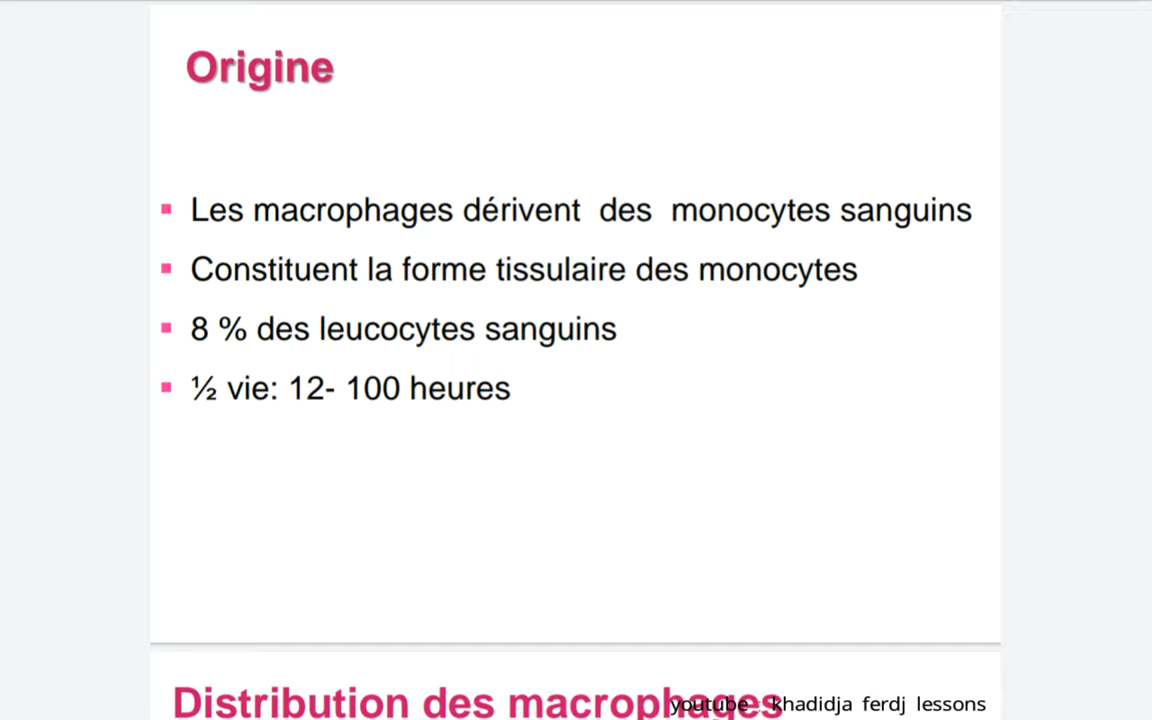 Origine
Les macrophages dérivent des monocytes sanguins
Constituent la forme tissulaire des monocytes
8 % des leucocytes sanguins
½ vie: 12- 100 heures
Distribution des macrophages
youtube khadidja ferdj lessons